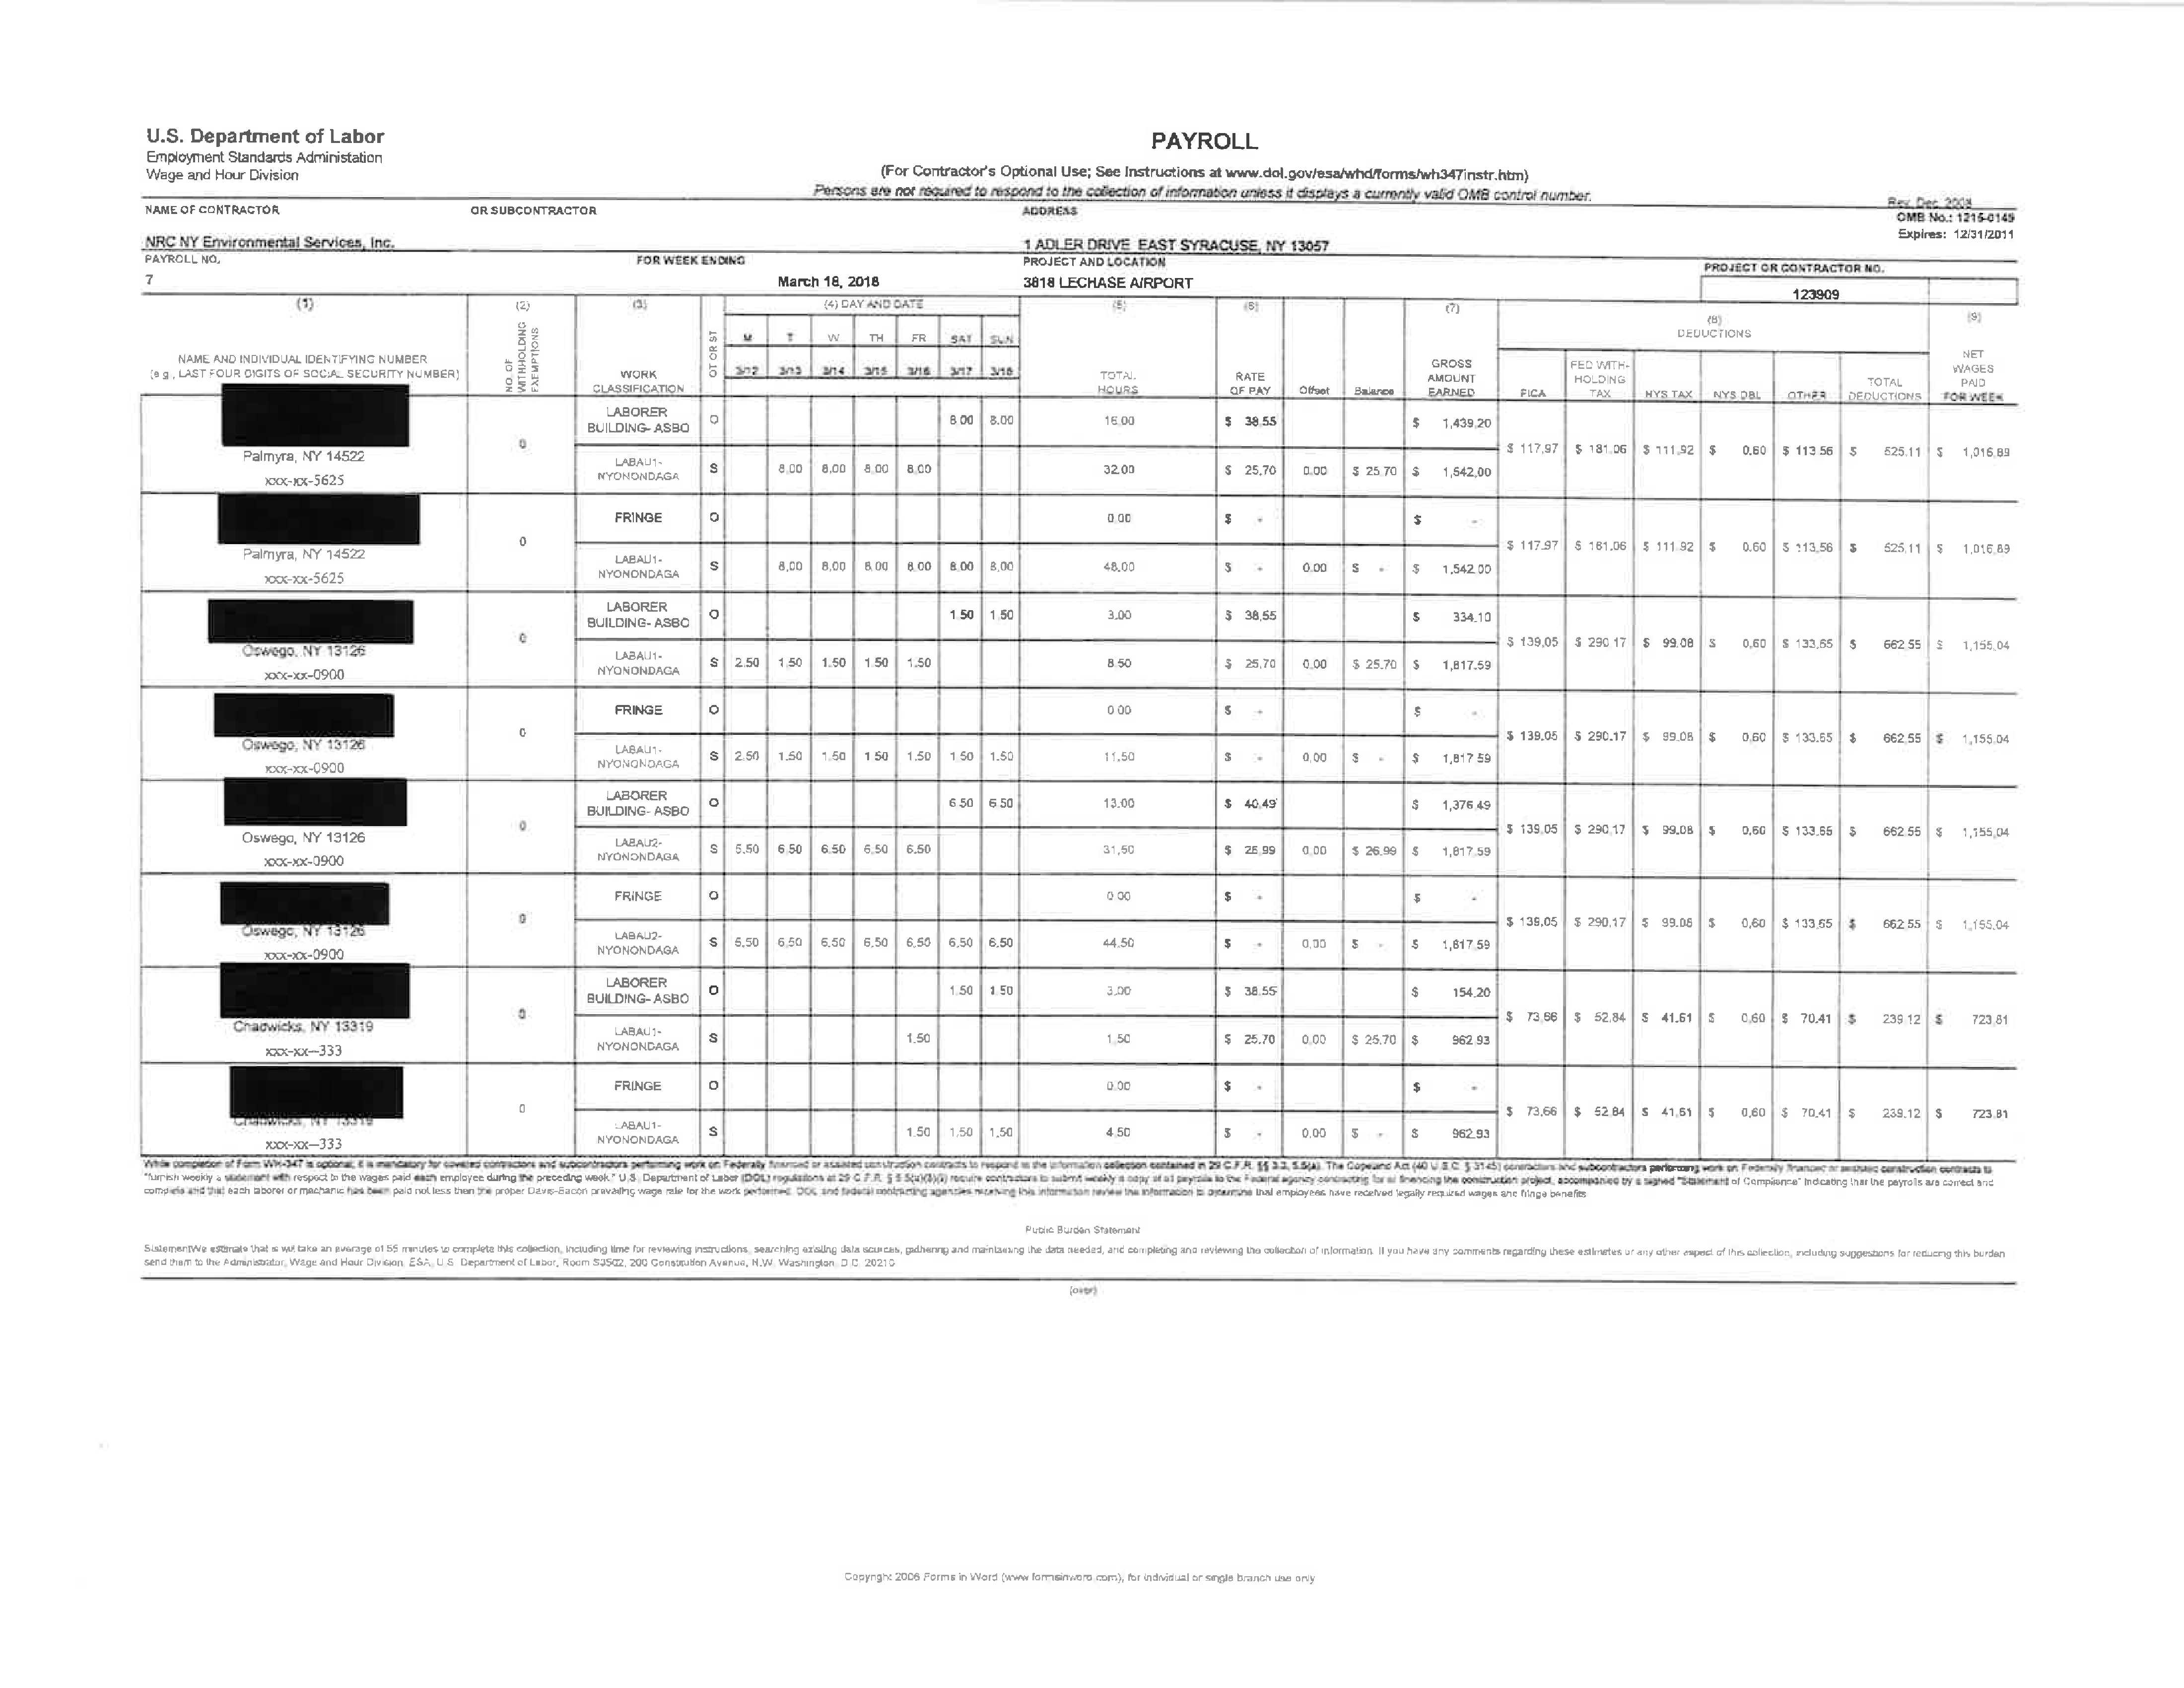 U.S. Department of Labor
Employment Standards Administation
Wage and Hour Division
PAYROLL
(For Contractor's Optional Use; See Instructions at www.dol.gov/esa/whd/forms/wh347instr.htm)
Persons are not required to respond to the collection of information unless it displays a currently valid OMB control number.
Rev. Dec. 2008
OMB No.: 1215-0149
Expires: 12/31/2011
NAME OF CONTRACTOR OR SUBCONTRACTOR ADDRESS
NRC NY Environmental Services, Inc. 1 ADLER DRIVE EAST SYRACUSE, NY 13057
PAYROLL NO. FOR WEEK ENDING PROJECT AND LOCATION PROJECT OR CONTRACTOR NO.
7 March 18, 2018 3818 LECHASE AIRPORT 123909
(1) (2) (3) (4) DAY AND DATE (5) (6) (7) (8) (9)
NAME AND INDIVIDUAL IDENTIFYING NUMBER
(e.g., LAST FOUR DIGITS OF SOCIAL SECURITY NUMBER)
NO. OF WITHHOLDING EXEMPTIONS
WORK CLASSIFICATION
OT OR ST
M T W TH FR SAT SUN
3/12 3/13 3/14 3/15 3/16 3/17 3/18
TOTAL HOURS
RATE OF PAY
Offset Balance
GROSS AMOUNT EARNED
DEDUCTIONS
FICA FED WITH-HOLDING TAX NYS TAX NYS DBL OTHER TOTAL DEDUCTIONS
NET WAGES PAID FOR WEEK
LABORER BUILDING- ASBO O 8.00 8.00 16.00 $ 38.55 $ 1,439.20
Palmyra, NY 14522 0 $ 117.97 $ 181.06 $ 111.92 $ 0.60 $ 113.56 $ 525.11 $ 1,016.89
xxx-xx-5625 LABAU1-NYONONDAGA S 8.00 8.00 8.00 8.00 32.00 $ 25.70 0.00 $ 25.70 $ 1,542.00
FRINGE O 0.00 $ - $ -
Palmyra, NY 14522 0 $ 117.97 $ 181.06 $ 111.92 $ 0.60 $ 113.56 $ 525.11 $ 1,016.89
xxx-xx-5625 LABAU1-NYONONDAGA S 8.00 8.00 8.00 8.00 8.00 8.00 48.00 $ - 0.00 $ - $ 1,542.00
LABORER BUILDING- ASBO O 1.50 1.50 3.00 $ 38.55 $ 334.10
Oswego, NY 13126 0 $ 139.05 $ 290.17 $ 99.08 $ 0.60 $ 133.65 $ 662.55 $ 1,155.04
xxx-xx-0900 LABAU1-NYONONDAGA S 2.50 1.50 1.50 1.50 1.50 8.50 $ 25.70 0.00 $ 25.70 $ 1,817.59
FRINGE O 0.00 $ - $ -
Oswego, NY 13126 0 $ 139.05 $ 290.17 $ 99.08 $ 0.60 $ 133.65 $ 662.55 $ 1,155.04
xxx-xx-0900 LABAU1-NYONONDAGA S 2.50 1.50 1.50 1.50 1.50 1.50 1.50 11.50 $ - 0.00 $ - $ 1,817.59
LABORER BUILDING- ASBO O 6.50 6.50 13.00 $ 40.49 $ 1,376.49
Oswego, NY 13126 0 $ 139.05 $ 290.17 $ 99.08 $ 0.60 $ 133.65 $ 662.55 $ 1,155.04
xxx-xx-0900 LABAU2-NYONONDAGA S 5.50 6.50 6.50 6.50 6.50 31.50 $ 26.99 0.00 $ 26.99 $ 1,817.59
FRINGE O 0.00 $ - $ -
Oswego, NY 13126 0 $ 139.05 $ 290.17 $ 99.08 $ 0.60 $ 133.65 $ 662.55 $ 1,155.04
xxx-xx-0900 LABAU2-NYONONDAGA S 5.50 6.50 6.50 6.50 6.50 6.50 6.50 44.50 $ - 0.00 $ - $ 1,817.59
LABORER BUILDING- ASBO O 1.50 1.50 3.00 $ 38.55 $ 154.20
Chadwicks, NY 13319 0 $ 73.66 $ 52.84 $ 41.61 $ 0.60 $ 70.41 $ 239.12 $ 723.81
xxx-xx--333 LABAU1-NYONONDAGA S 1.50 1.50 $ 25.70 0.00 $ 25.70 $ 962.93
FRINGE O 0.00 $ - $ -
Chadwicks, NY 13319 0 $ 73.66 $ 52.84 $ 41.61 $ 0.60 $ 70.41 $ 239.12 $ 723.81
xxx-xx--333 LABAU1-NYONONDAGA S 1.50 1.50 1.50 4.50 $ - 0.00 $ - $ 962.93
While completion of Form WH-347 is optional, it is mandatory for covered contractors and subcontractors performing work on Federally financed or assisted construction contracts to respond to the information collection contained in 29 C.F.R. §§ 3.3, 5.5(a). The Copeland Act (40 U.S.C. § 3145) contractors and subcontractors performing work on Federally financed or assisted construction contracts to
"furnish weekly a statement with respect to the wages paid each employee during the preceding week." U.S. Department of Labor (DOL) regulations at 29 C.F.R. § 5.5(a)(3)(ii) require contractors to submit weekly a copy of all payrolls to the Federal agency contracting for or financing the construction project, accompanied by a signed "Statement of Compliance" indicating that the payrolls are correct and
complete and that each laborer or mechanic has been paid not less then the proper Davis-Bacon prevailing wage rate for the work performed. DOL and federal contracting agencies receiving this information review the information to determine that employees have received legally required wages and fringe benefits
Public Burden Statement
StatementWe estimate that is will take an average of 55 minutes to complete this collection, including time for reviewing instructions, searching existing data sources, gathering and maintaining the data needed, and completing and reviewing the collection of information. If you have any comments regarding these estimates or any other aspect of this collection, including suggestions for reducing this burden
send them to the Administrator, Wage and Hour Division, ESA, U.S. Department of Labor, Room S3502, 200 Constitution Avenue, N.W. Washington, D.C. 20210
(over)
Copyright 2006 Forms in Word (www.formsinword.com), for individual or single branch use only